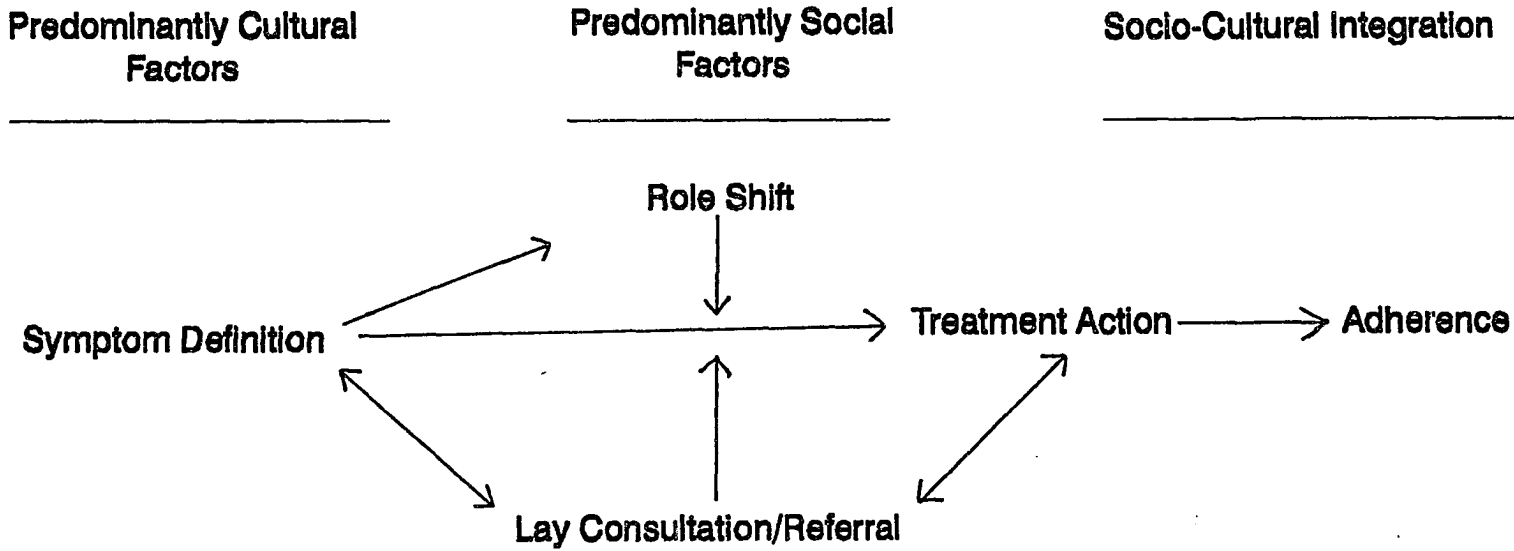 Predominantly Cultural
Factors
Predominantly Social
Factors
Socio-Cultural Integration
Role Shift
Symptom Definition
Treatment Action
Adherence
Lay Consultation/Referral